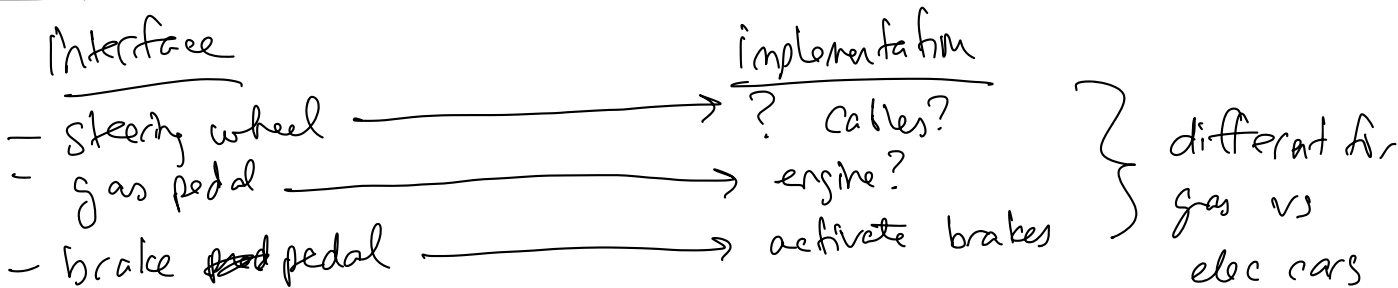 interface
implementation
- steering wheel
? cables?
- gas pedal
engine?
- brake pedal
activate brakes
different for
gas vs
elec cars